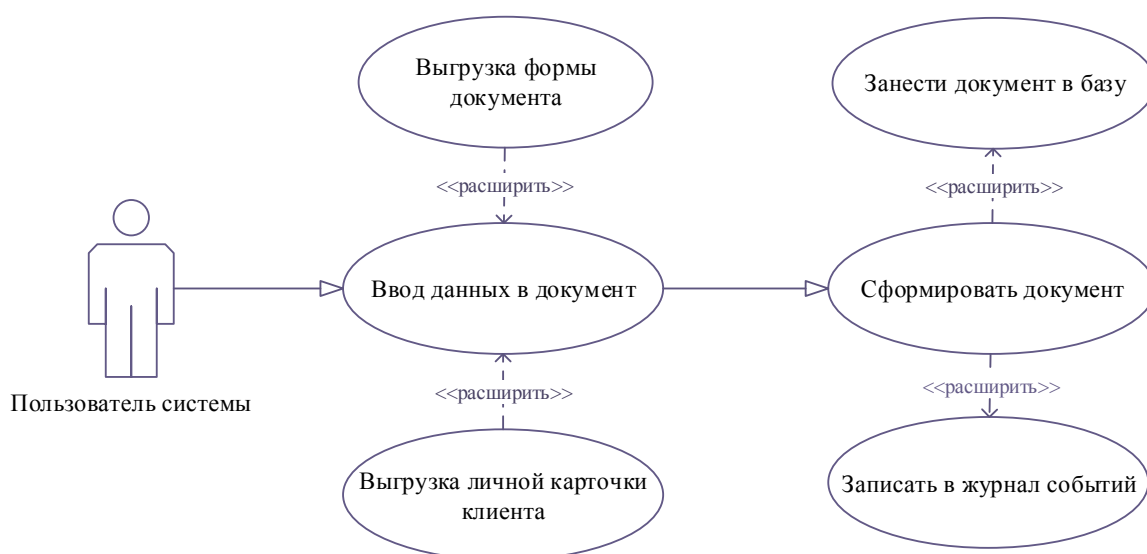 Выгрузка формы
документа
Занести документ в базу
<<расширить>>
<<расширить>>
Ввод данных в документ
Сформировать документ
<<расширить>>
<<расширить>>
Пользователь системы
Выгрузка личной карточки
клиента
Записать в журнал событий